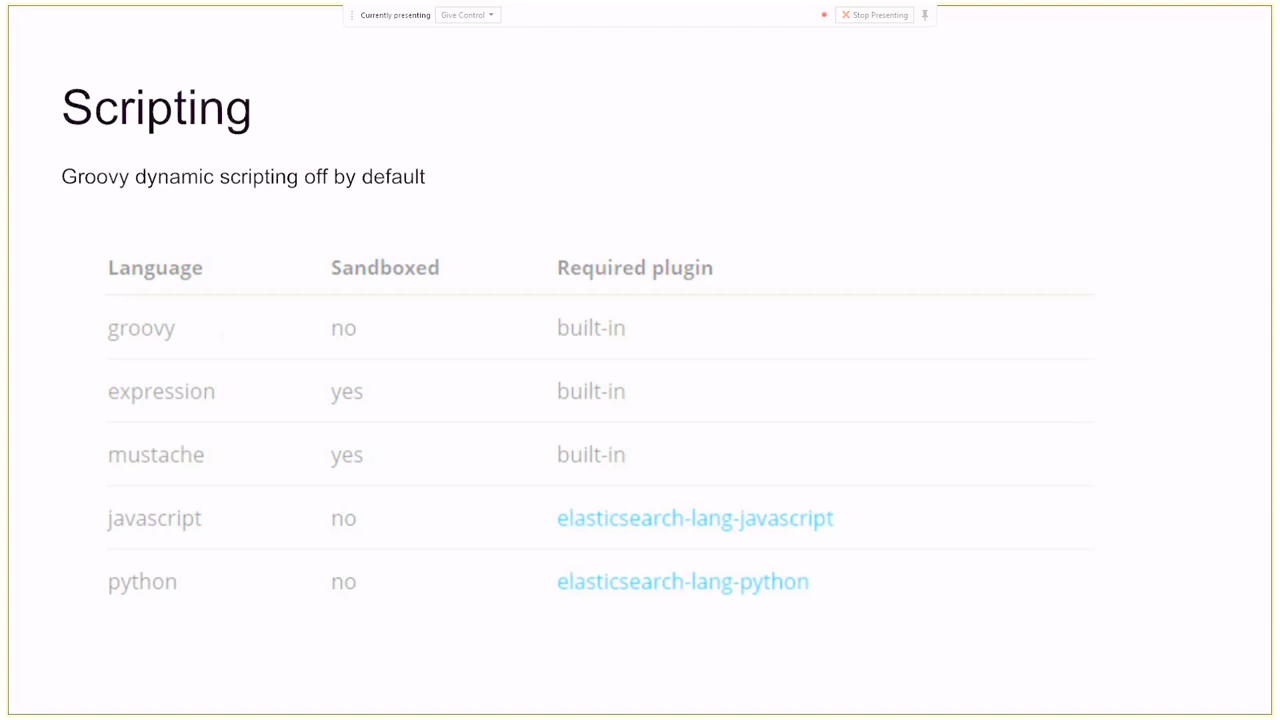 Currently presenting Give Control Stop Presenting
Scripting
Groovy dynamic scripting off by default
Language Sandboxed Required plugin
groovy no built-in
expression yes built-in
mustache yes built-in
javascript no elasticsearch-lang-javascript
python no elasticsearch-lang-python